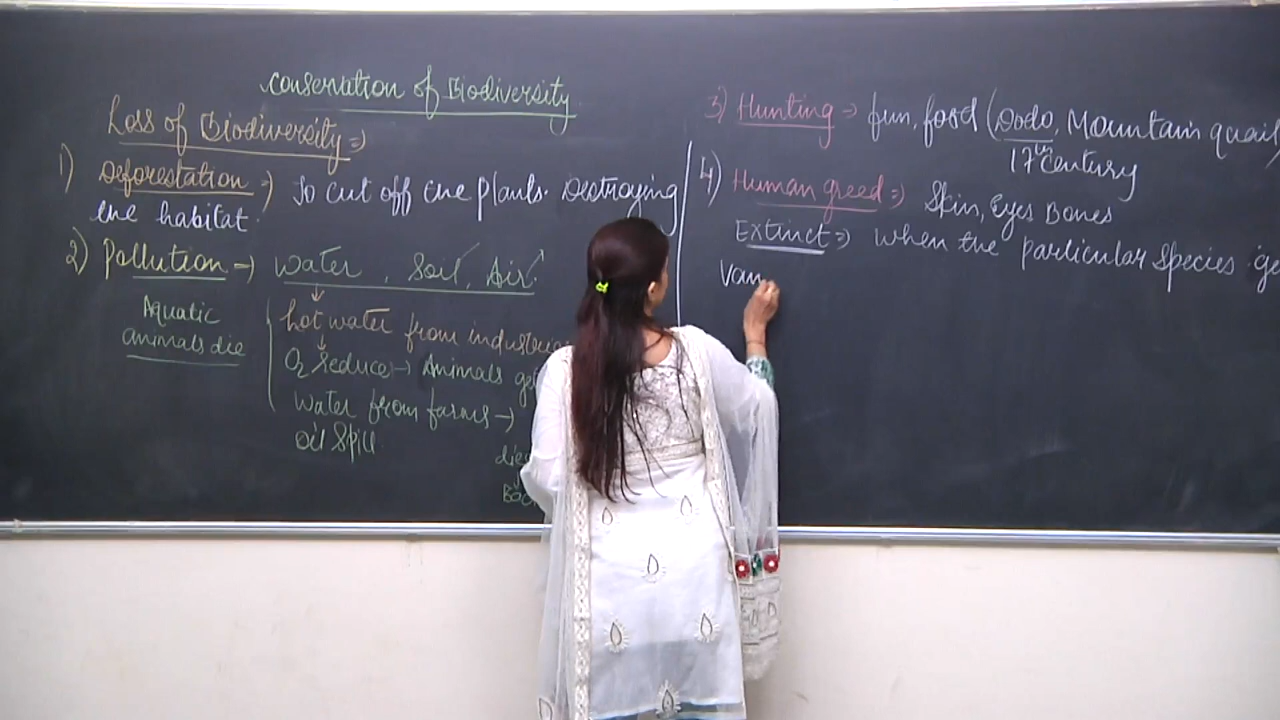 Conservation of Biodiversity
Loss of Biodiversity ⇒
1) Deforestation ⇒ To cut off the plants. Destroying
the habitat.
2) Pollution → Water, Soil, Air.
Aquatic
animals die
hot water from industries
O2 reduce → Animals get
Water from farms →
oil spill
3) Hunting ⇒ fun, food (Dodo, Mountain quail)
17th century
4) Human greed ⇒ Skin, Eyes Bones
Extinct ⇒ when the particular species ge
Van